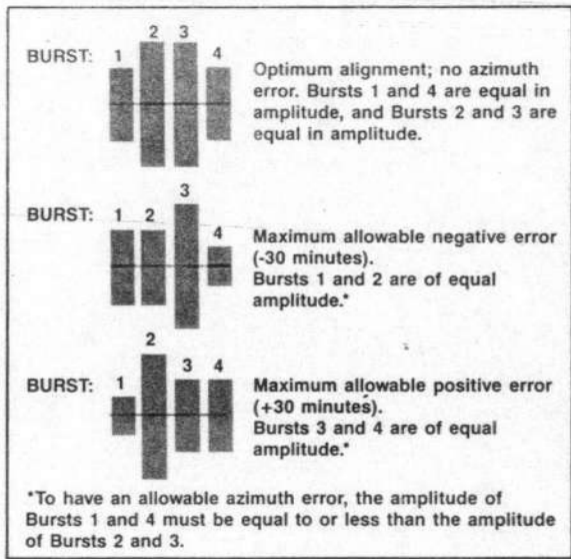 2 3
BURST: 1 4
Optimum alignment; no azimuth
error. Bursts 1 and 4 are equal in
amplitude, and Bursts 2 and 3 are
equal in amplitude.
3
BURST: 1 2 4
Maximum allowable negative error
(-30 minutes).
Bursts 1 and 2 are of equal
amplitude.*
2
BURST: 1 3 4
Maximum allowable positive error
(+30 minutes).
Bursts 3 and 4 are of equal
amplitude.*
*To have an allowable azimuth error, the amplitude of
Bursts 1 and 4 must be equal to or less than the amplitude
of Bursts 2 and 3.